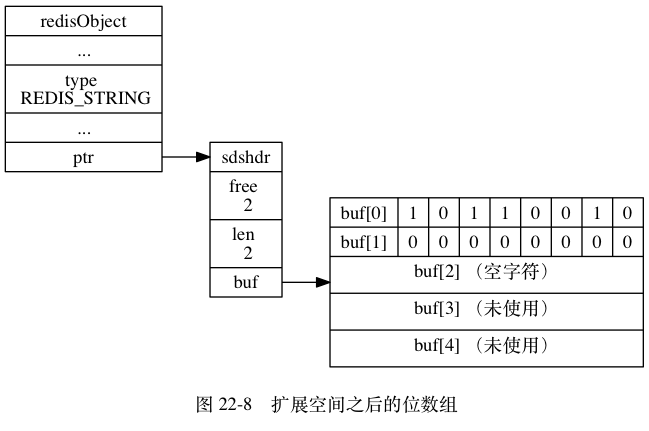 redisObject
...
type
REDIS_STRING
...
ptr
sdshdr
free
2
len
2
buf
buf[0] 1 0 1 1 0 0 1 0
buf[1] 0 0 0 0 0 0 0 0
buf[2] （空字符）
buf[3] （未使用）
buf[4] （未使用）
图 22-8 扩展空间之后的位数组